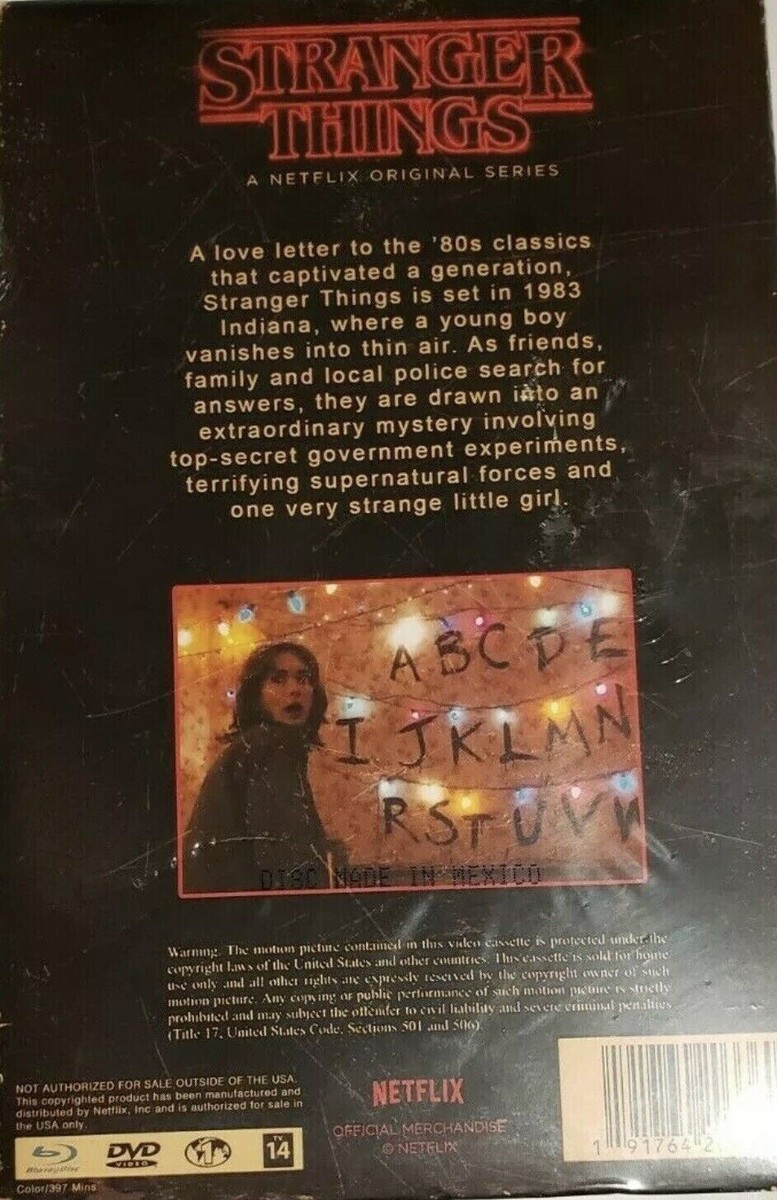 STRANGER
THINGS
A NETFLIX ORIGINAL SERIES
A love letter to the '80s classics
that captivated a generation,
Stranger Things is set in 1983
Indiana, where a young boy
vanishes into thin air. As friends,
family and local police search for
answers, they are drawn into an
extraordinary mystery involving
top-secret government experiments,
terrifying supernatural forces and
one very strange little girl.
A B C D E
I J K L M N
R S T U V W
DISC MADE IN MEXICO
Warning. The motion picture contained in this video cassette is protected under the
copyright laws of the United States and other countries. This cassette is sold for home
use only and all other rights are expressly reserved by the copyright owner of such
motion picture. Any copying or public performance of such motion picture is strictly
prohibited and may subject the offender to civil liability and severe criminal penalties
(Title 17, United States Code, Sections 501 and 506).
NOT AUTHORIZED FOR SALE OUTSIDE OF THE USA.
This copyrighted product has been manufactured and
distributed by Netflix, Inc and is authorized for sale in
the USA only.
NETFLIX
OFFICIAL MERCHANDISE
© NETFLIX
Blu-ray Disc
DVD
VIDEO
1
TV
14
Color/397 Mins
1 91764 2